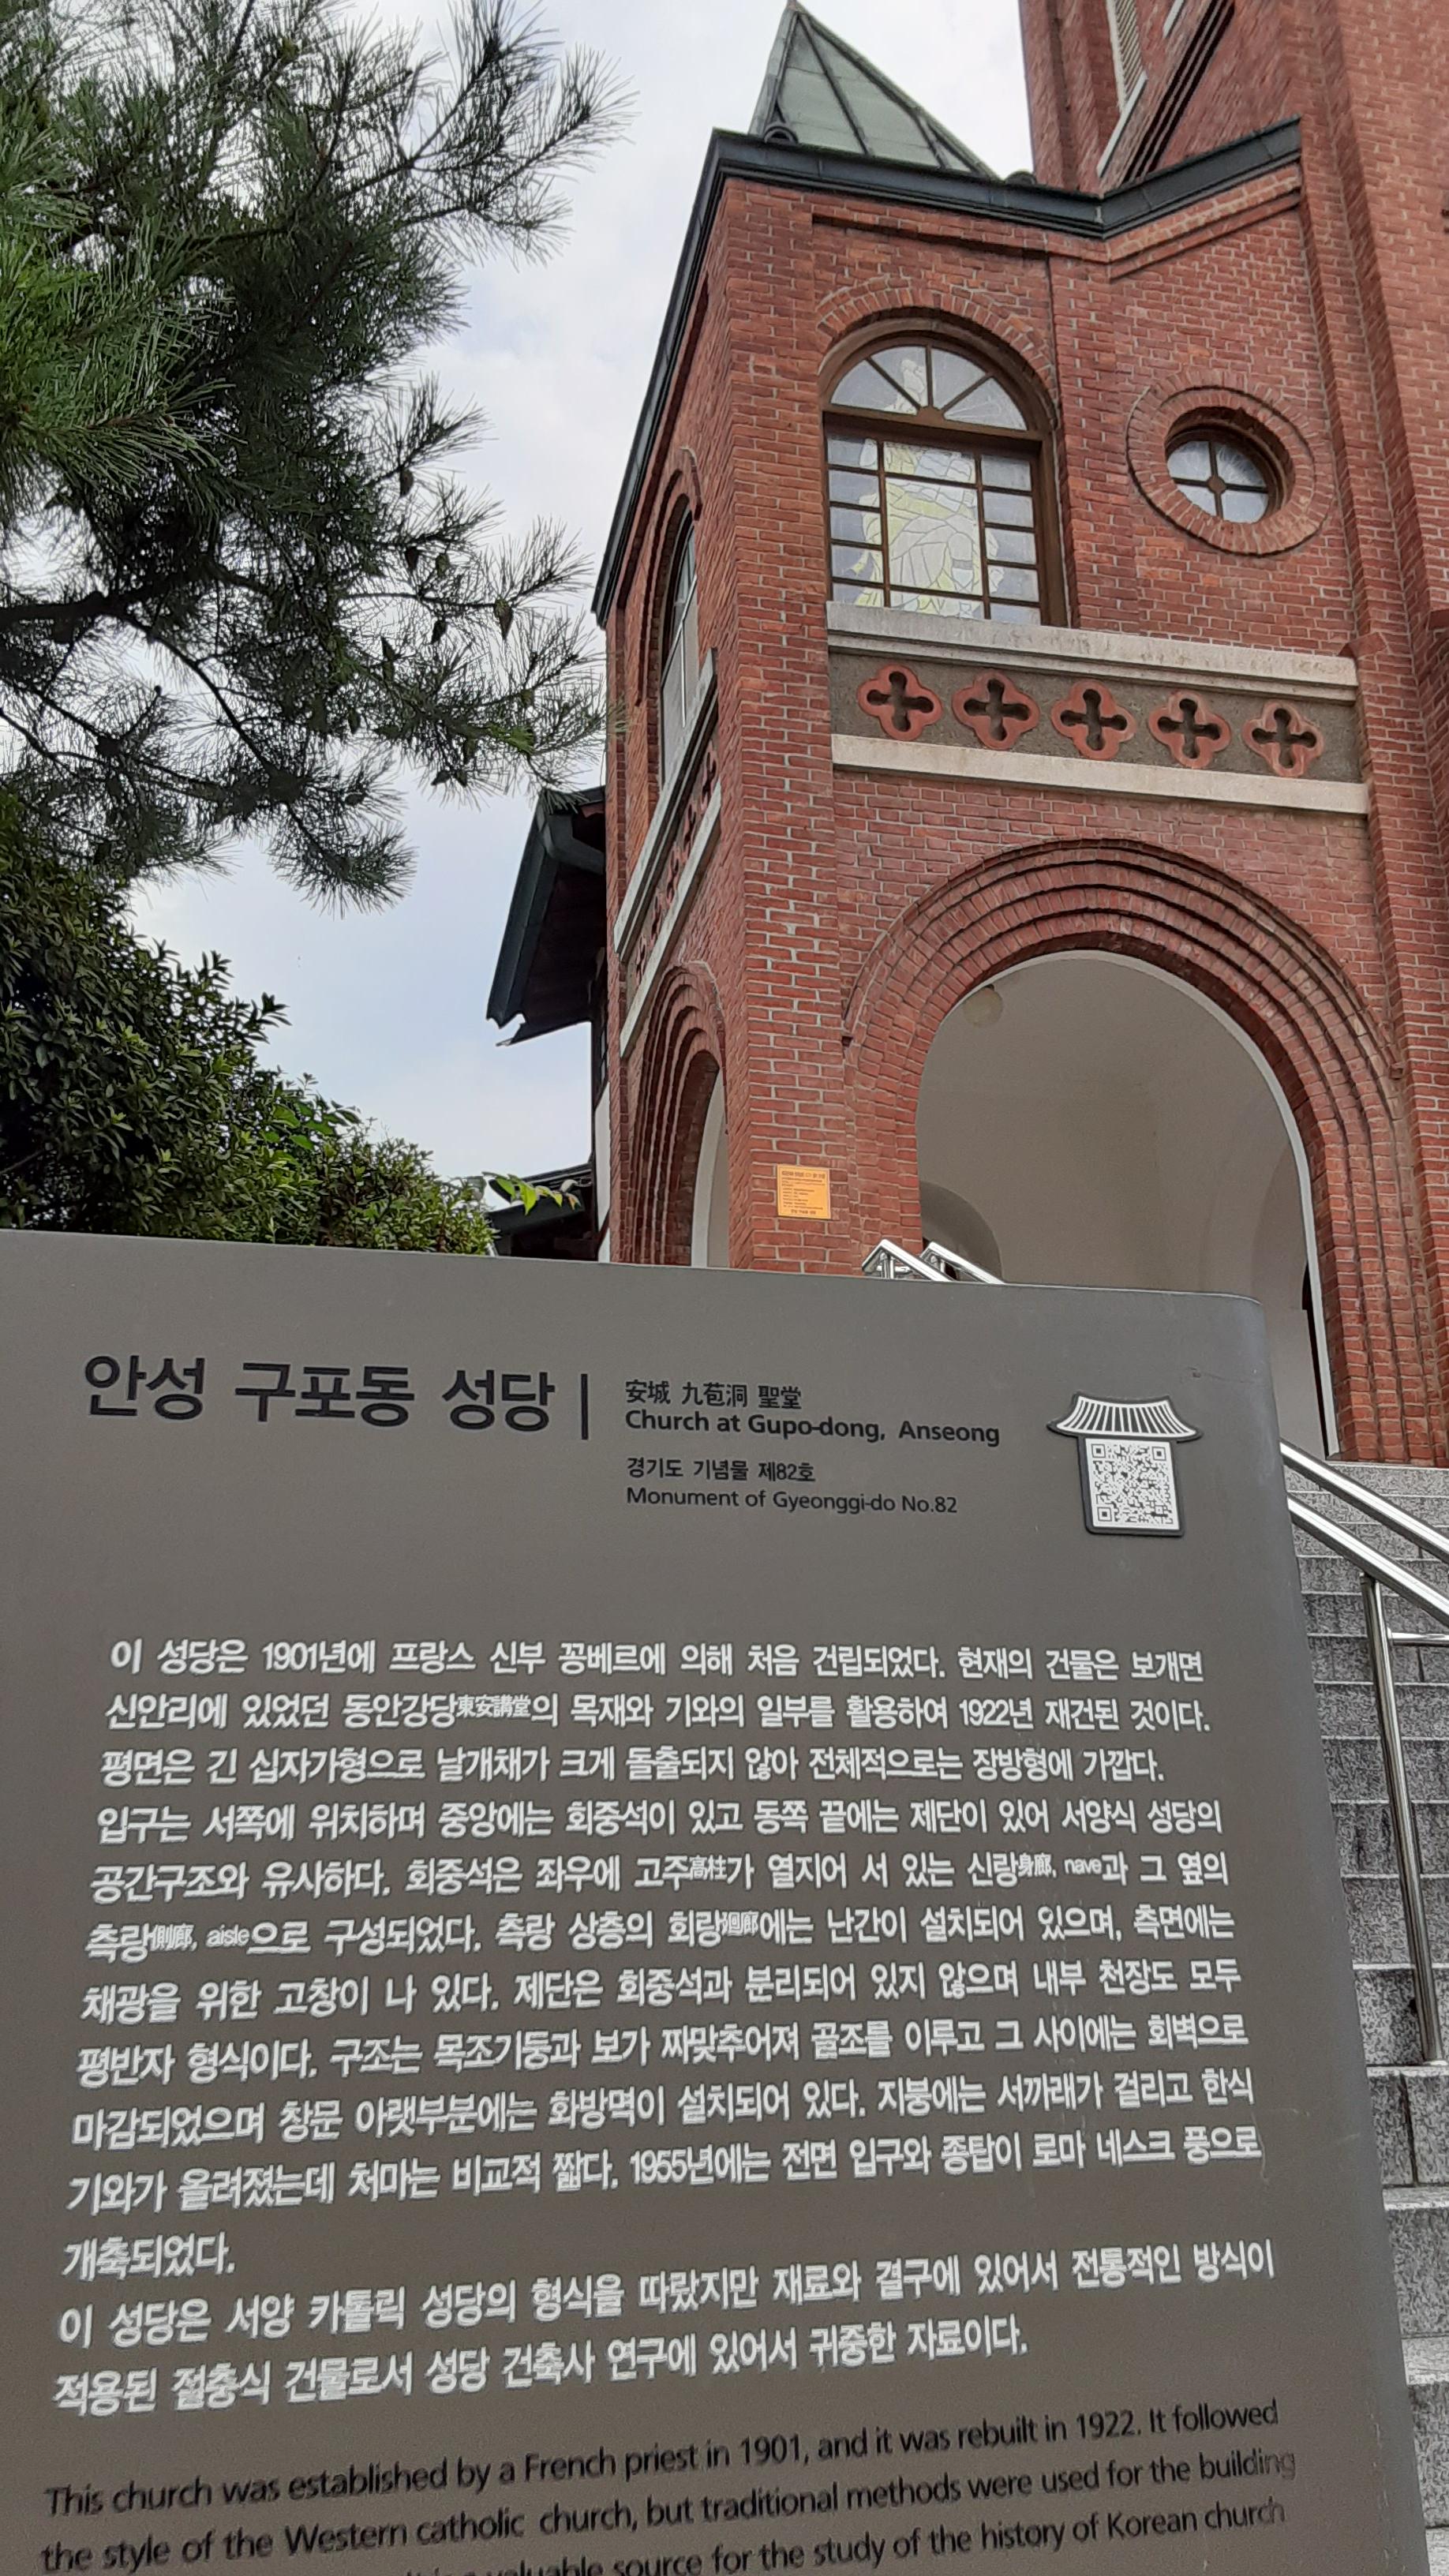 안성 구포동 성당
安城 九苞洞 聖堂
Church at Gupo-dong, Anseong
경기도 기념물 제82호
Monument of Gyeonggi-do No.82
이 성당은 1901년에 프랑스 신부 꽁베르에 의해 처음 건립되었다. 현재의 건물은 보개면
신안리에 있었던 동안강당東安講堂의 목재와 기와의 일부를 활용하여 1922년 재건된 것이다.
평면은 긴 십자가형으로 날개채가 크게 돌출되지 않아 전체적으로는 장방형에 가깝다.
입구는 서쪽에 위치하며 중앙에는 회중석이 있고 동쪽 끝에는 제단이 있어 서양식 성당의
공간구조와 유사하다. 회중석은 좌우에 고주高柱가 열지어 서 있는 신랑身廊, nave과 그 옆의
측랑側廊, aisle으로 구성되었다. 측랑 상층의 회랑廻廊에는 난간이 설치되어 있으며, 측면에는
채광을 위한 고창이 나 있다. 제단은 회중석과 분리되어 있지 않으며 내부 천장도 모두
평반자 형식이다. 구조는 목조기둥과 보가 짜맞추어져 골조를 이루고 그 사이에는 회벽으로
마감되었으며 창문 아랫부분에는 화방벽이 설치되어 있다. 지붕에는 서까래가 걸리고 한식
기와가 올려졌는데 처마는 비교적 짧다. 1955년에는 전면 입구와 종탑이 로마 네스크 풍으로
개축되었다.
이 성당은 서양 카톨릭 성당의 형식을 따랐지만 재료와 결구에 있어서 전통적인 방식이
적용된 절충식 건물로서 성당 건축사 연구에 있어서 귀중한 자료이다.
This church was established by a French priest in 1901, and it was rebuilt in 1922. It followed
the style of the Western catholic church, but traditional methods were used for the building
valuable source for the study of the history of Korean church